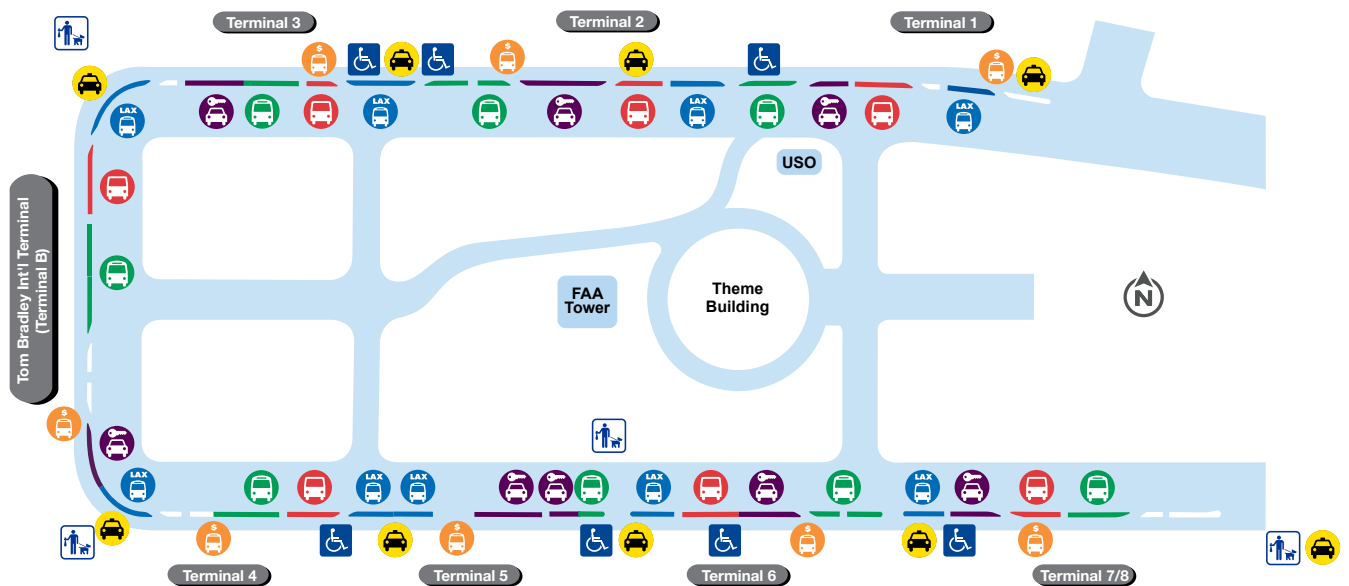 Terminal 3
Terminal 2
Terminal 1
$
$
$
LAX
LAX
LAX
LAX
USO
Tom Bradley Int'l Terminal
(Terminal B)
FAA
Tower
Theme
Building
N
$
LAX
LAX
LAX
LAX
LAX
$
$
$
$
Terminal 4
Terminal 5
Terminal 6
Terminal 7/8